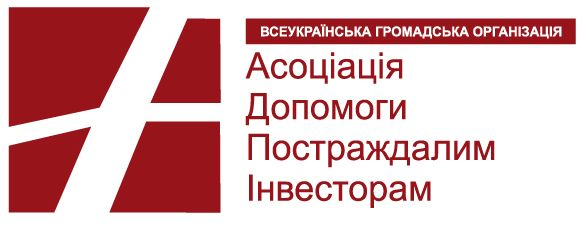 ВСЕУКРАЇНСЬКА ГРОМАДСЬКА ОРГАНІЗАЦІЯ
Асоціація
Допомоги
Постраждалим
Інвесторам